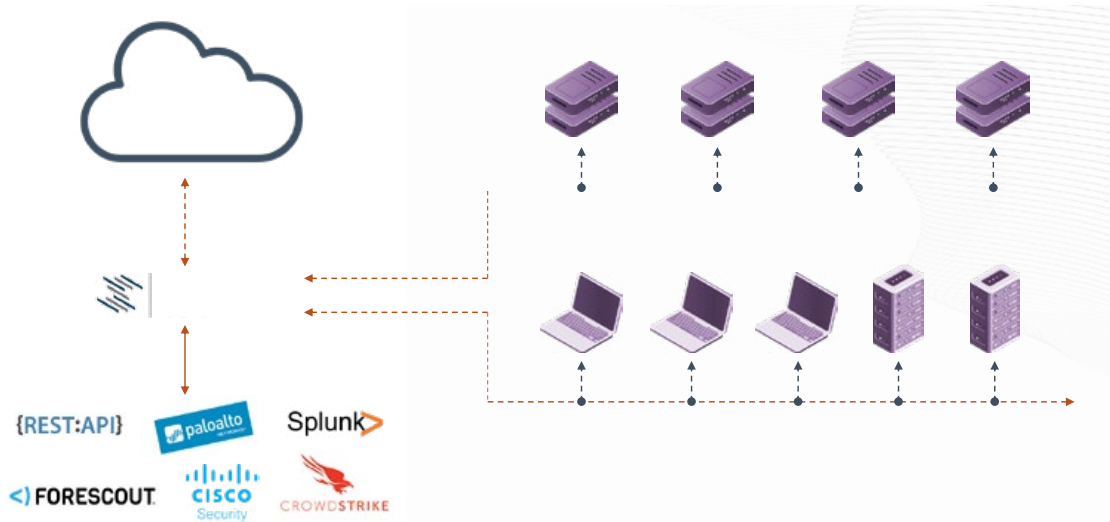 {REST:API}
paloalto
Splunk>
<) FORESCOUT.
CISCO
Security
CROWDSTRIKE